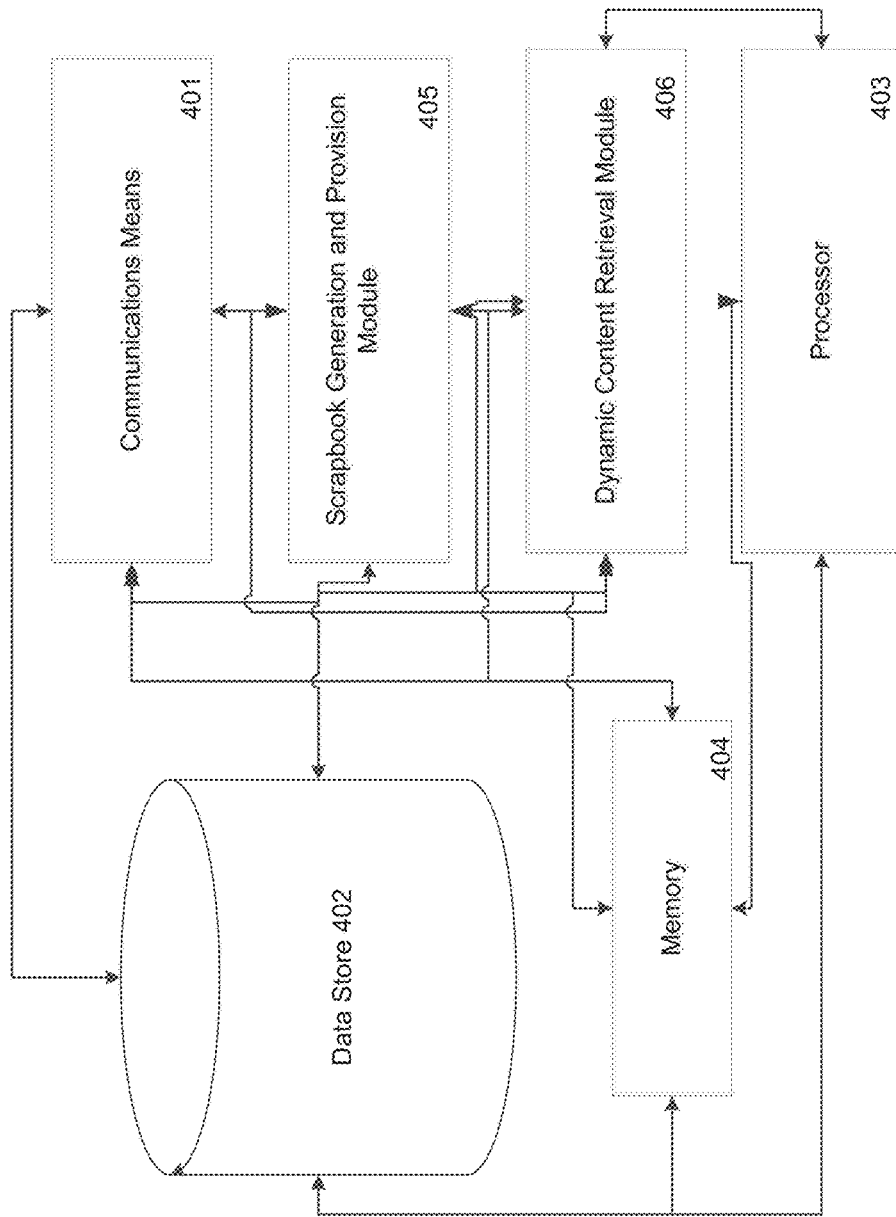 Communications Means
401
Scrapbook Generation and Provision
Module
405
Dynamic Content Retrieval Module
406
Processor
403
Data Store 402
Memory
404